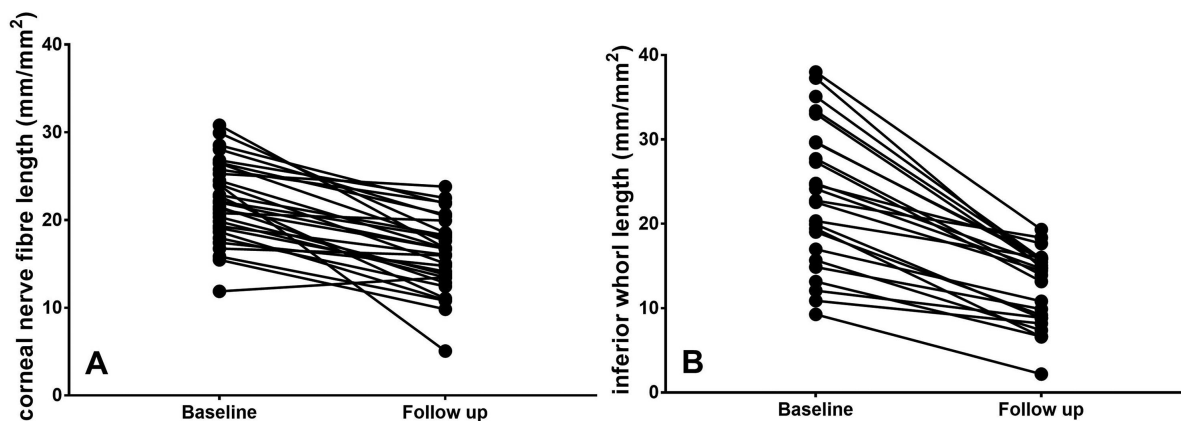 corneal nerve fibre length (mm/mm²)
40
30
20
10
0
A
Baseline Follow up
inferior whorl length (mm/mm²)
40
30
20
10
0
B
Baseline Follow up